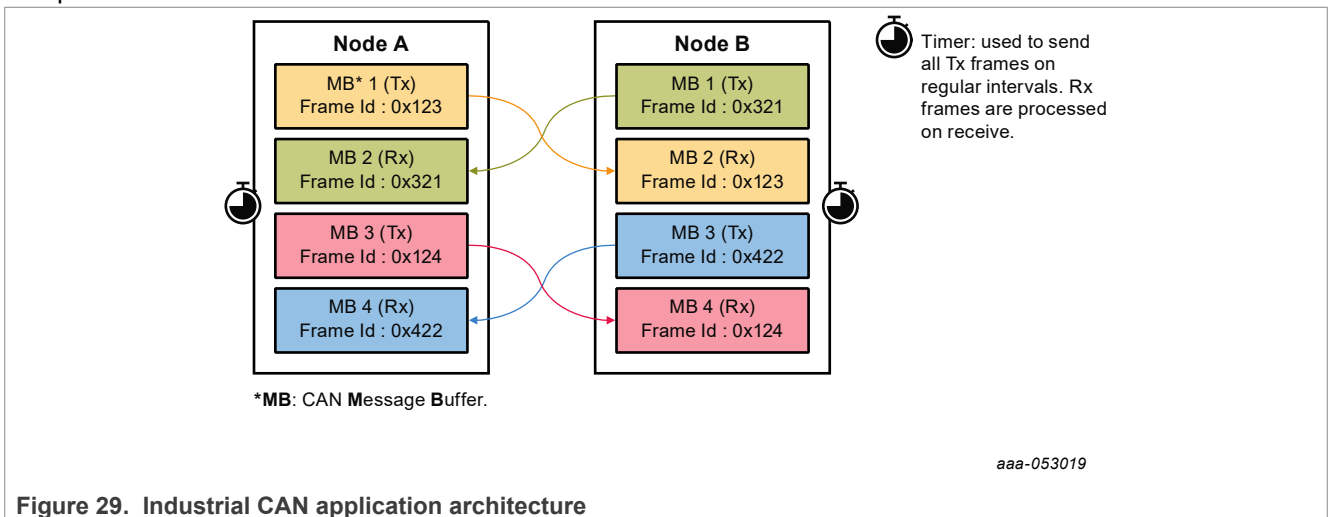 Node A
MB* 1 (Tx)
Frame Id : 0x123
MB 2 (Rx)
Frame Id : 0x321
MB 3 (Tx)
Frame Id : 0x124
MB 4 (Rx)
Frame Id : 0x422
Node B
MB 1 (Tx)
Frame Id : 0x321
MB 2 (Rx)
Frame Id : 0x123
MB 3 (Tx)
Frame Id : 0x422
MB 4 (Rx)
Frame Id : 0x124
Timer: used to send
all Tx frames on
regular intervals. Rx
frames are processed
on receive.
*MB: CAN Message Buffer.
aaa-053019
Figure 29. Industrial CAN application architecture